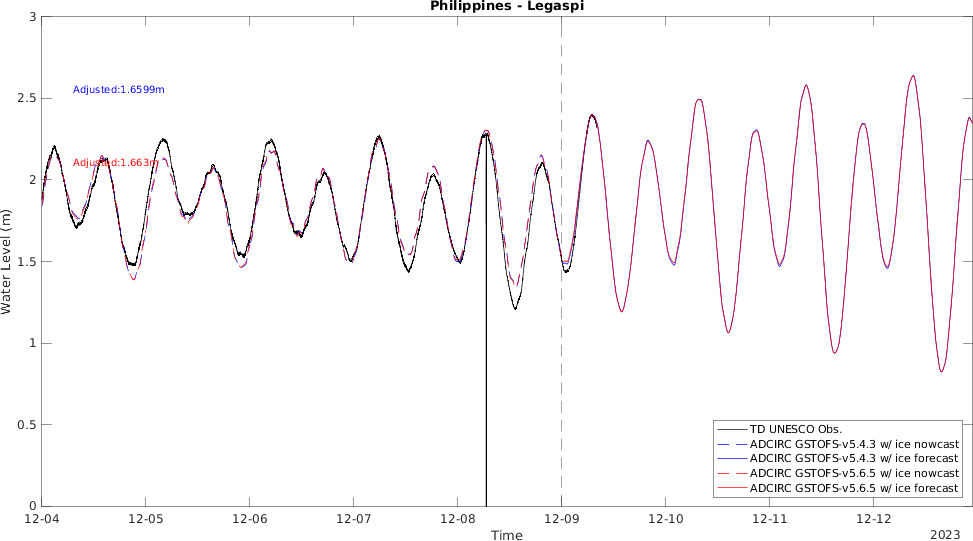 Philippines - Legaspi
3
2.5
2
1.5
1
0.5
0
Water Level (m)
Adjusted:1.6599m
Adjusted:1.663m
TD UNESCO Obs.
ADCIRC GSTOFS-v5.4.3 w/ ice nowcast
ADCIRC GSTOFS-v5.4.3 w/ ice forecast
ADCIRC GSTOFS-v5.6.5 w/ ice nowcast
ADCIRC GSTOFS-v5.6.5 w/ ice forecast
12-04 12-05 12-06 12-07 12-08 12-09 12-10 12-11 12-12
Time
2023